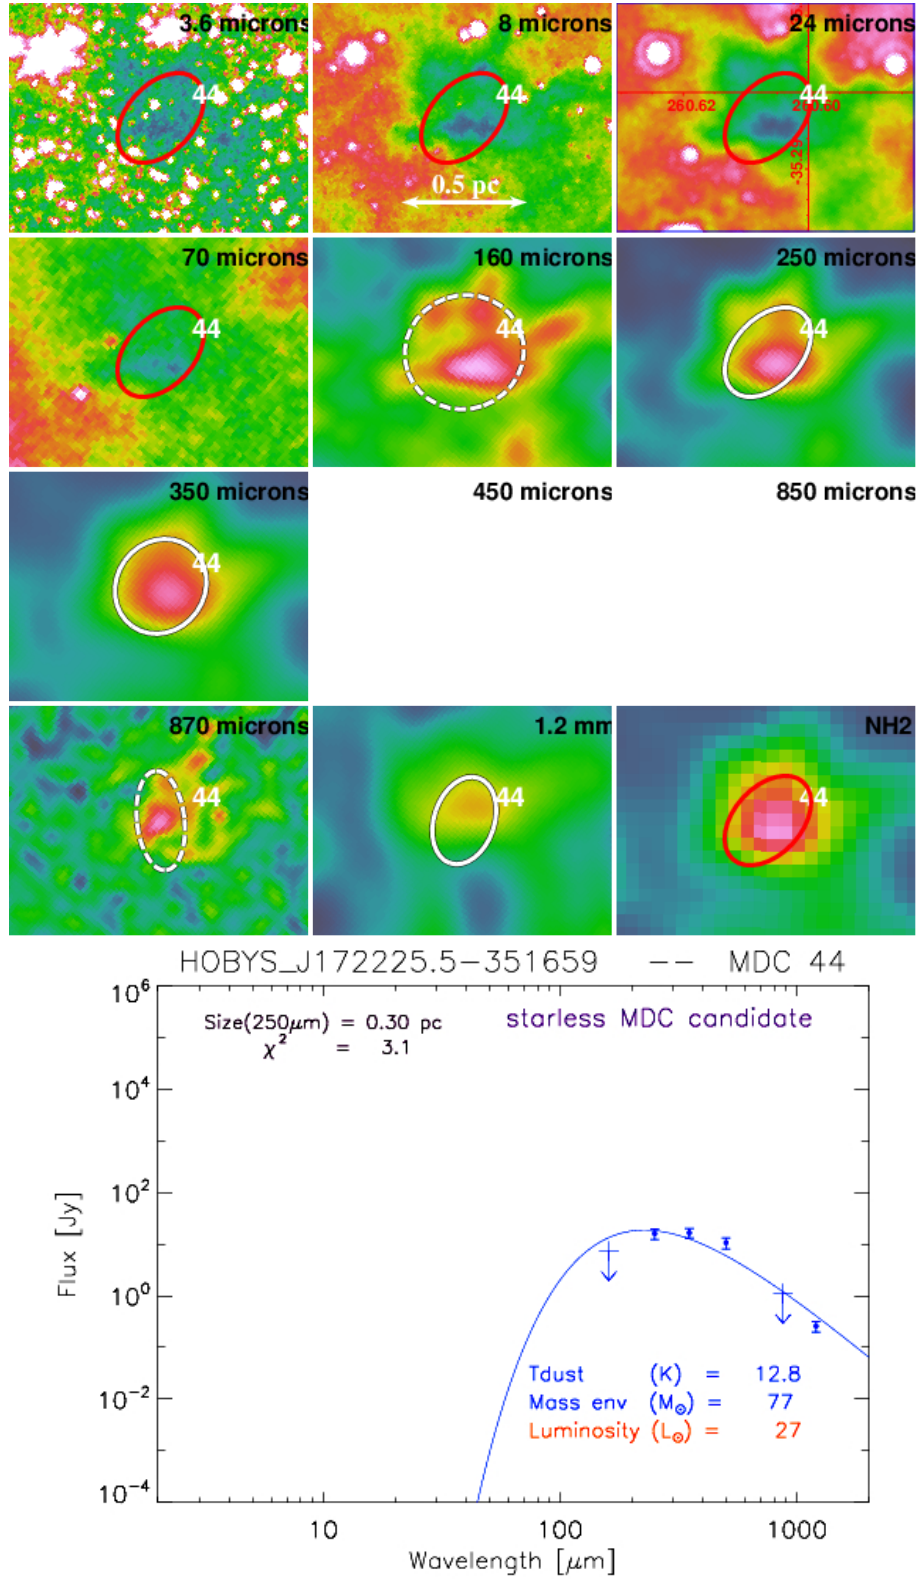 3.6 microns
44
8 microns
44
0.5 pc
24 microns
44
260.62
260.60
-35.29
70 microns
44
160 microns
44
250 microns
44
350 microns
44
450 microns
850 microns
870 microns
44
1.2 mm
44
NH2
44
HOBYS_J172225.5-351659 -- MDC 44
Size(250μm) = 0.30 pc
χ² = 3.1
starless MDC candidate
10⁶
10⁴
10²
10⁰
10⁻²
10⁻⁴
Flux [Jy]
Tdust (K) = 12.8
Mass env (M☉) = 77
Luminosity (L☉) = 27
10
100
1000
Wavelength [μm]